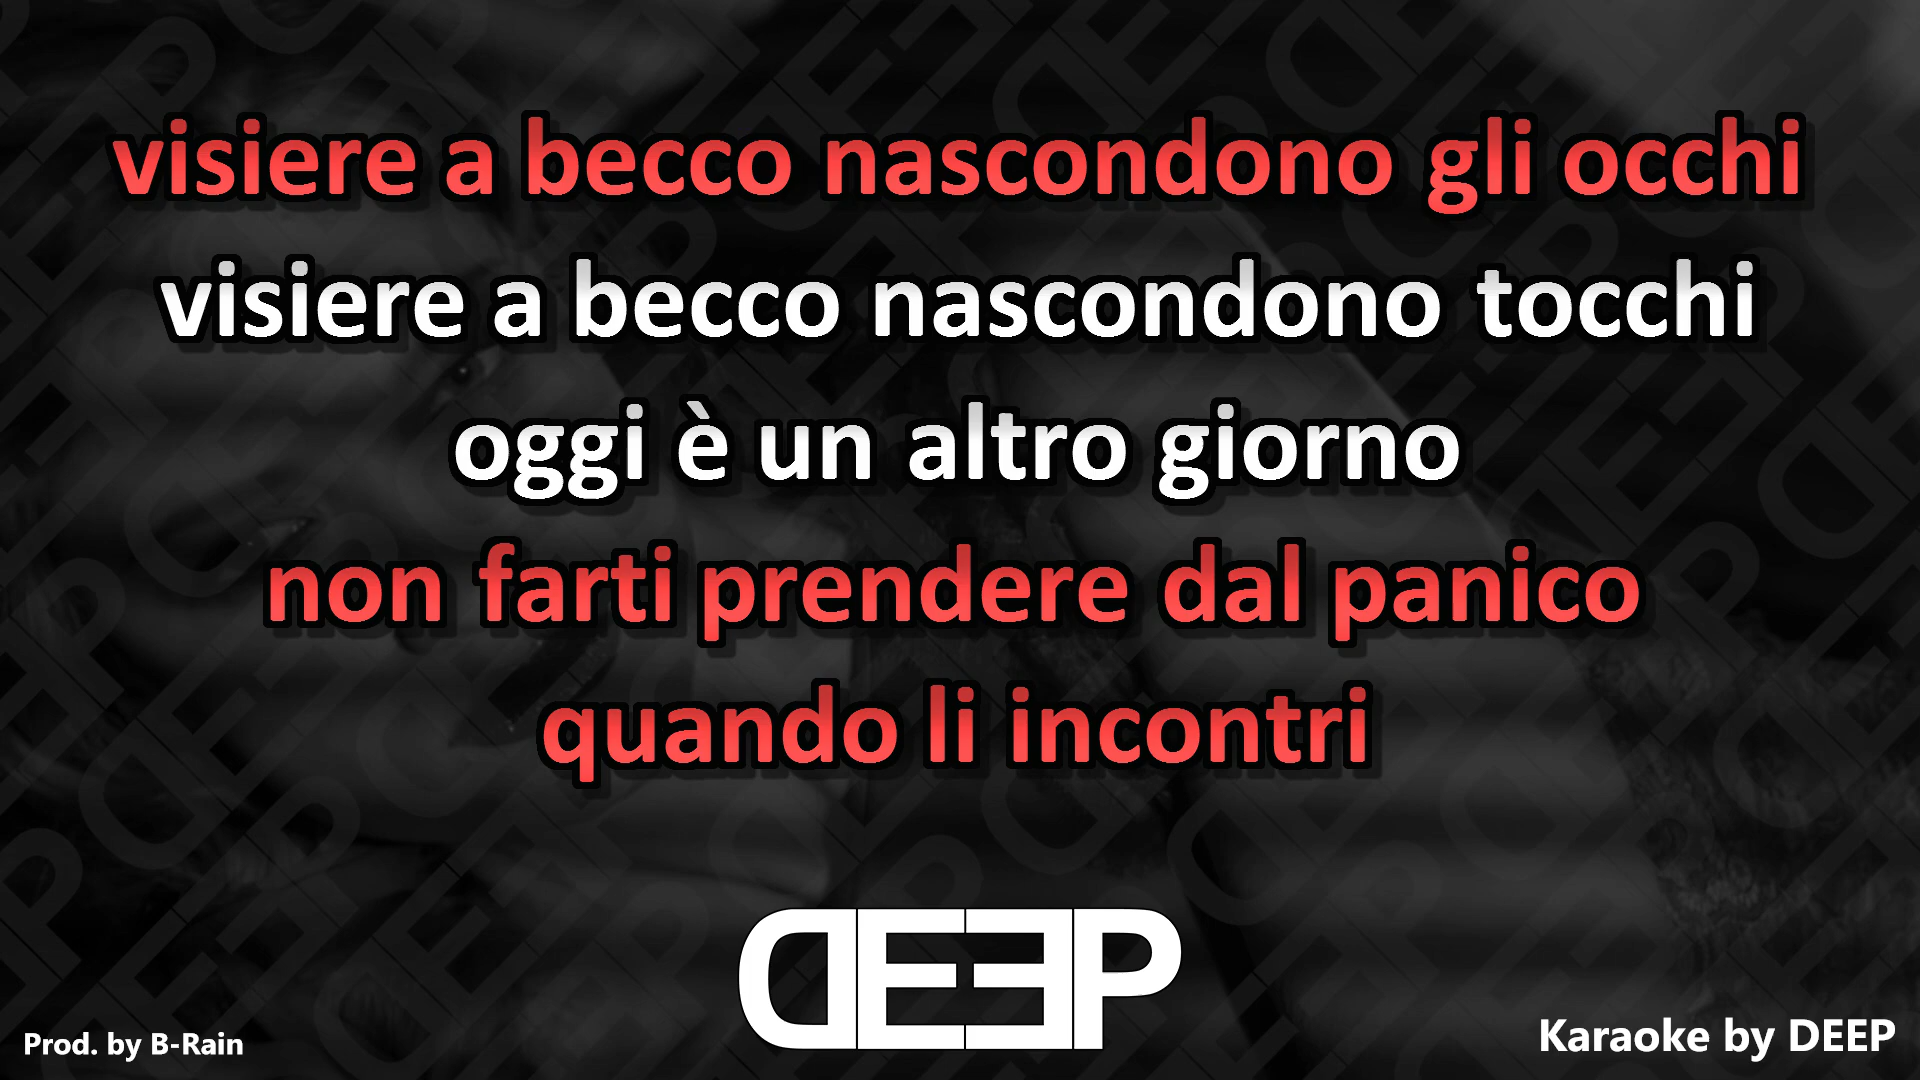 visiere a becco nascondono gli occhi
visiere a becco nascondono tocchi
oggi è un altro giorno
non farti prendere dal panico
quando li incontri
DEEP
Prod. by B-Rain
Karaoke by DEEP